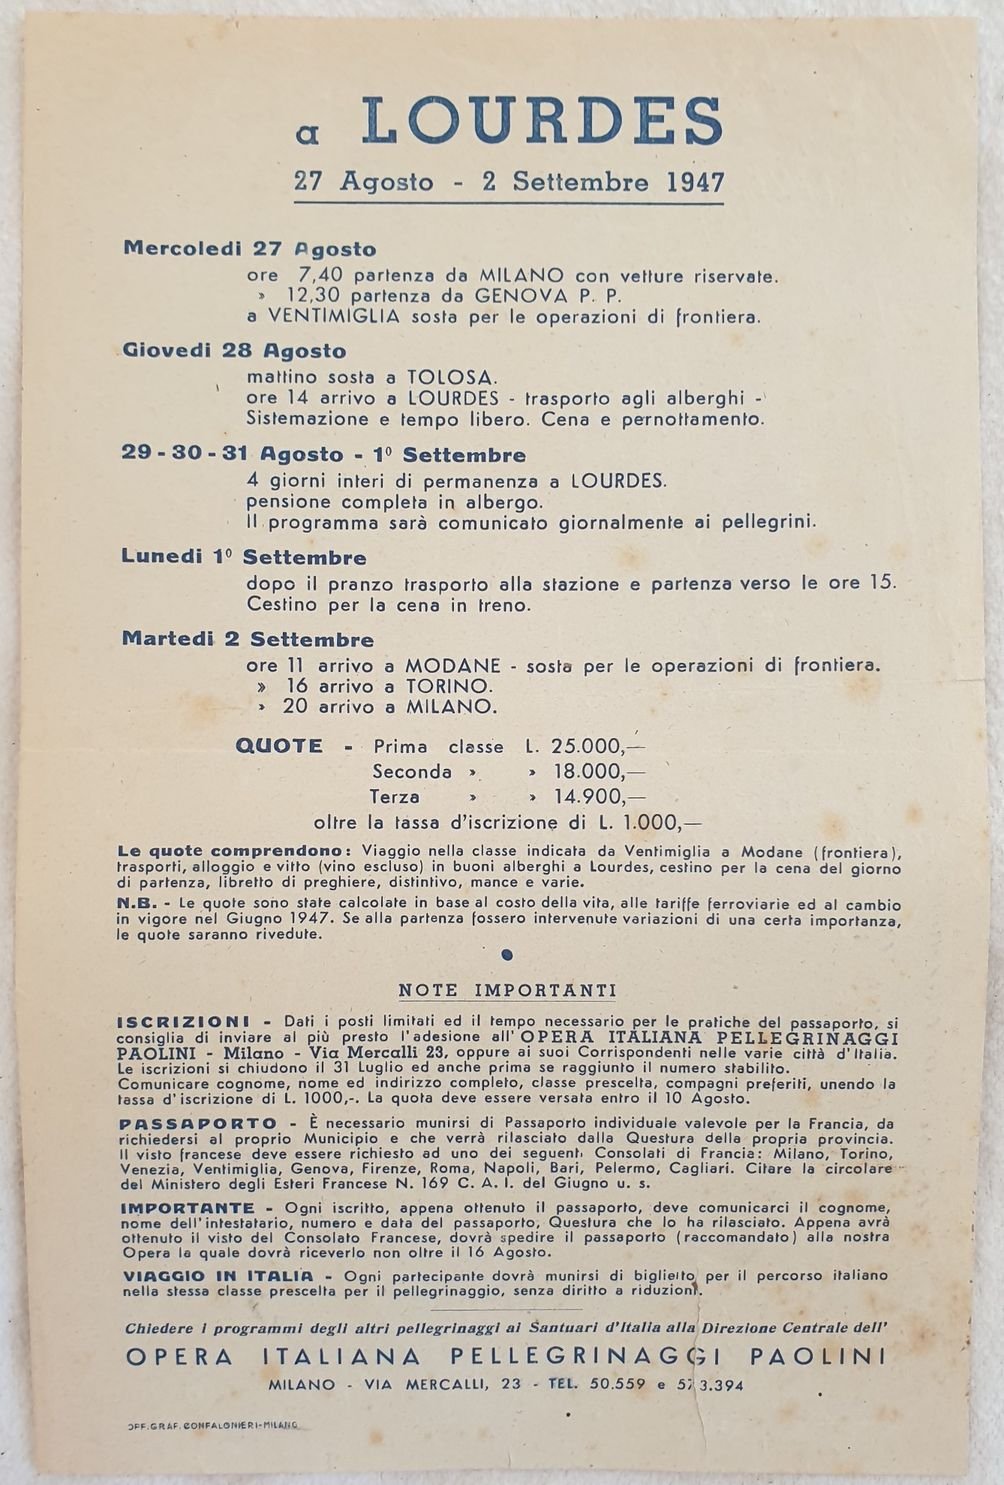 a LOURDES
27 Agosto - 2 Settembre 1947
Mercoledi 27 Agosto
ore 7,40 partenza da MILANO con vetture riservate.
» 12,30 partenza da GENOVA P. P.
a VENTIMIGLIA sosta per le operazioni di frontiera.
Giovedi 28 Agosto
mattino sosta a TOLOSA.
ore 14 arrivo a LOURDES - trasporto agli alberghi -
Sistemazione e tempo libero. Cena e pernottamento.
29 - 30 - 31 Agosto - 1º Settembre
4 giorni interi di permanenza a LOURDES.
pensione completa in albergo.
Il programma sarà comunicato giornalmente ai pellegrini.
Lunedi 1º Settembre
dopo il pranzo trasporto alla stazione e partenza verso le ore 15.
Cestino per la cena in treno.
Martedi 2 Settembre
ore 11 arrivo a MODANE - sosta per le operazioni di frontiera.
» 16 arrivo a TORINO.
» 20 arrivo a MILANO.
QUOTE - Prima classe L. 25.000,—
Seconda » » 18.000,—
Terza » » 14.900,—
oltre la tassa d'iscrizione di L. 1.000,—
Le quote comprendono: Viaggio nella classe indicata da Ventimiglia a Modane (frontiera),
trasporti, alloggio e vitto (vino escluso) in buoni alberghi a Lourdes, cestino per la cena del giorno
di partenza, libretto di preghiere, distintivo, mance e varie.
N.B. - Le quote sono state calcolate in base al costo della vita, alle tariffe ferroviarie ed al cambio
in vigore nel Giugno 1947. Se alla partenza fossero intervenute variazioni di una certa importanza,
le quote saranno rivedute.
NOTE IMPORTANTI
ISCRIZIONI - Dati i posti limitati ed il tempo necessario per le pratiche del passaporto, si
consiglia di inviare al più presto l'adesione all'OPERA ITALIANA PELLEGRINAGGI
PAOLINI - Milano - Via Mercalli 23, oppure ai suoi Corrispondenti nelle varie città d'Italia.
Le iscrizioni si chiudono il 31 Luglio ed anche prima se raggiunto il numero stabilito.
Comunicare cognome, nome ed indirizzo completo, classe prescelta, compagni preferiti, unendo la
tassa d'iscrizione di L. 1000,-. La quota deve essere versata entro il 10 Agosto.
PASSAPORTO - È necessario munirsi di Passaporto individuale valevole per la Francia, da
richiedersi al proprio Municipio e che verrà rilasciato dalla Questura della propria provincia.
Il visto francese deve essere richiesto ad uno dei seguenti Consolati di Francia: Milano, Torino,
Venezia, Ventimiglia, Genova, Firenze, Roma, Napoli, Bari, Pelermo, Cagliari. Citare la circolare
del Ministero degli Esteri Francese N. 169 C. A. I. del Giugno u. s.
IMPORTANTE - Ogni iscritto, appena ottenuto il passaporto, deve comunicarci il cognome,
nome dell'intestatario, numero e data del passaporto, Questura che lo ha rilasciato. Appena avrà
ottenuto il visto del Consolato Francese, dovrà spedire il passaporto (raccomandato) alla nostra
Opera la quale dovrà riceverlo non oltre il 16 Agosto.
VIAGGIO IN ITALIA - Ogni partecipante dovrà munirsi di biglietto per il percorso italiano
nella stessa classe prescelta per il pellegrinaggio, senza diritto a riduzioni.
Chiedere i programmi degli altri pellegrinaggi ai Santuari d'Italia alla Direzione Centrale dell'
OPERA ITALIANA PELLEGRINAGGI PAOLINI
MILANO - VIA MERCALLI, 23 - TEL. 50.559 e 573.394
OFF. GRAF. CONFALONIERI-MILANO